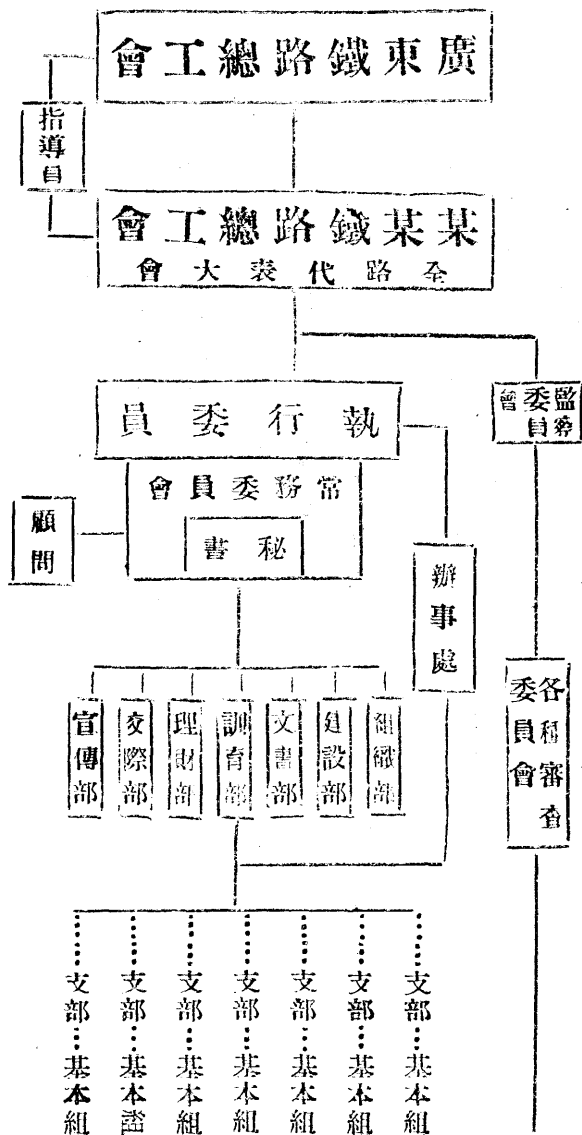 廣東鐵路總工會
指導員
某某鐵路總工會
全路代表大會
監察委員會
執行委員
常務委員會
秘書
顧問
辦事處
各種審查委員會
組織部
建設部
文書部
訓育部
理財部
交際部
宣傳部
支部…基本組
支部…基本組
支部…基本組
支部…基本組
支部…基本組
支部…基本
支部…基本組